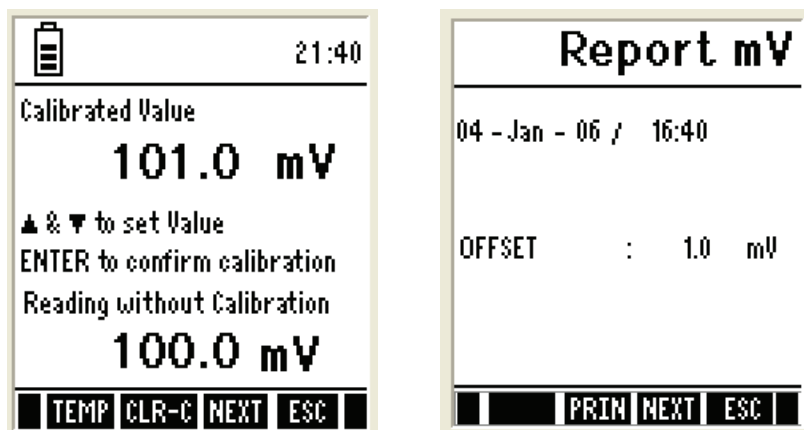 21:40
Calibrated Value
101.0 mV
▲ & ▼ to set Value
ENTER to confirm calibration
Reading without Calibration
100.0 mV
TEMP CLR-C NEXT ESC
Report mV
04 - Jan - 06 / 16:40
OFFSET : 1.0 mV
PRIN NEXT ESC